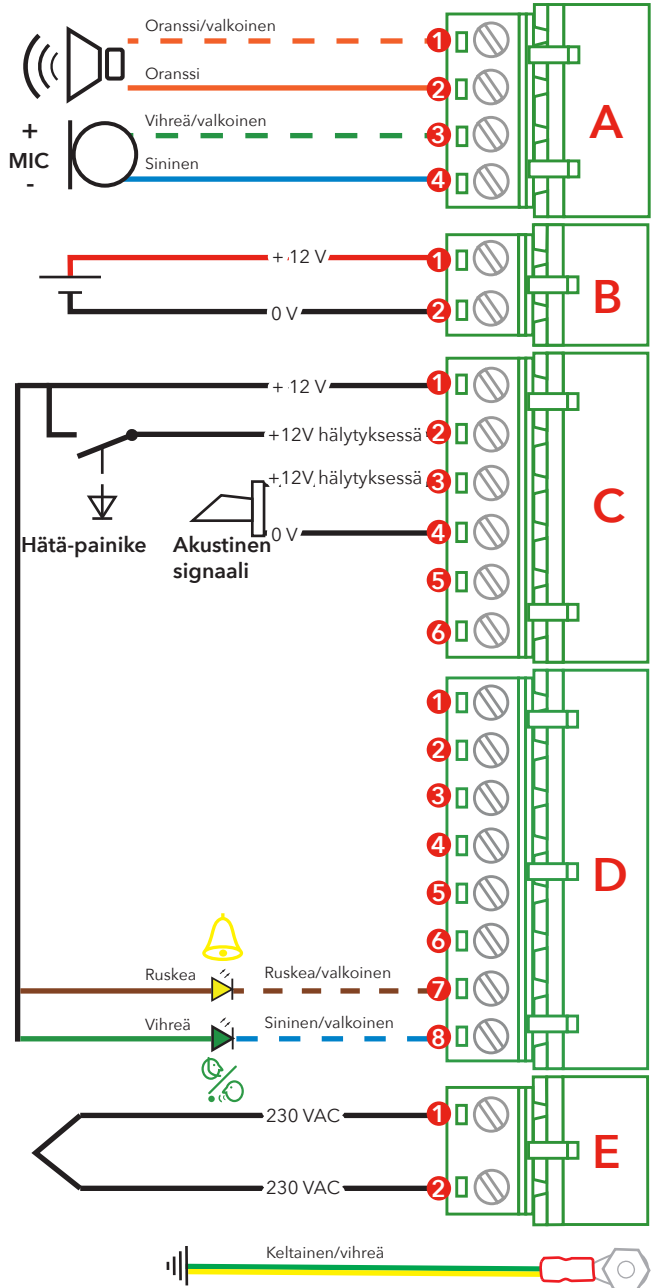 Oranssi/valkoinen
1
Oranssi
2
A
Vihreä/valkoinen
3
+
MIC
-
Sininen
4
+ 12 V
1
B
0 V
2
+ 12 V
1
+12V hälytyksessä
2
+12V hälytyksessä
3
C
Hätä-painike
Akustinen
signaali
0 V
4
5
6
1
2
3
4
D
5
6
Ruskea
Ruskea/valkoinen
7
Vihreä
Sininen/valkoinen
8
230 VAC
1
E
230 VAC
2
Keltainen/vihreä